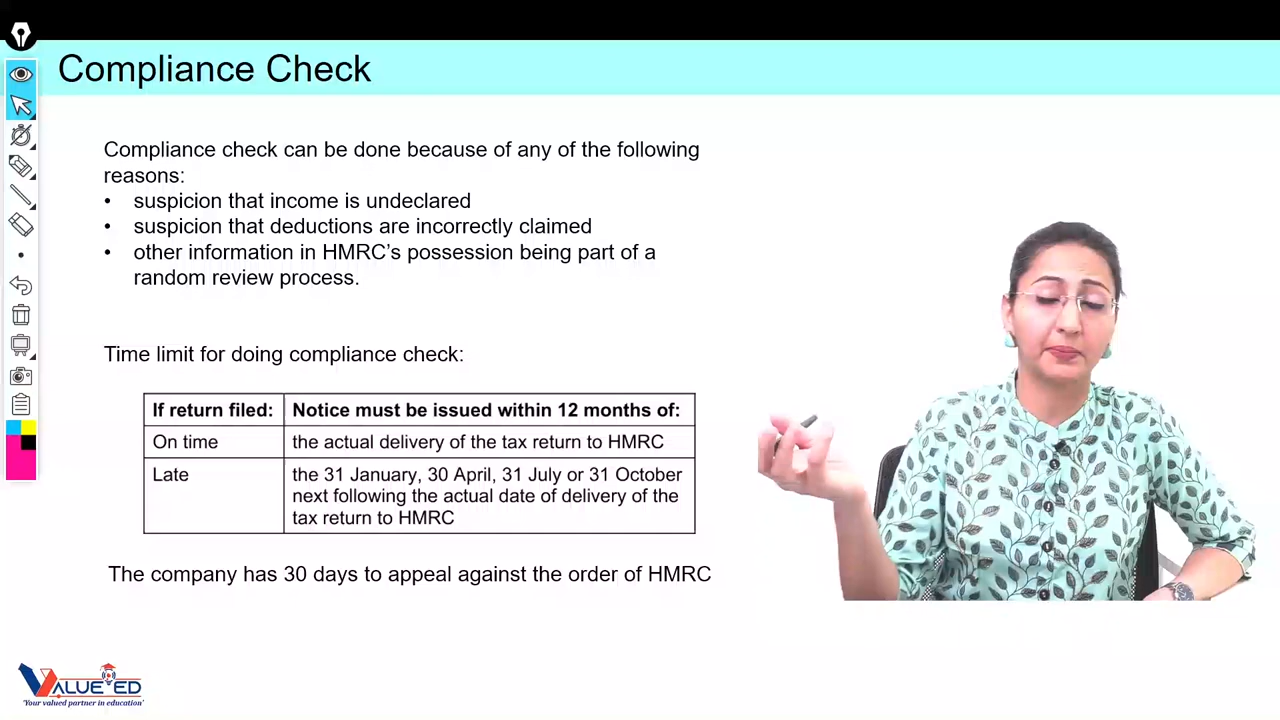 Compliance Check
Compliance check can be done because of any of the following
reasons:
• suspicion that income is undeclared
• suspicion that deductions are incorrectly claimed
• other information in HMRC's possession being part of a
random review process.
Time limit for doing compliance check:
If return filed: Notice must be issued within 12 months of:
On time the actual delivery of the tax return to HMRC
Late the 31 January, 30 April, 31 July or 31 October
next following the actual date of delivery of the
tax return to HMRC
The company has 30 days to appeal against the order of HMRC
VALUE ED
'Your valued partner in education'